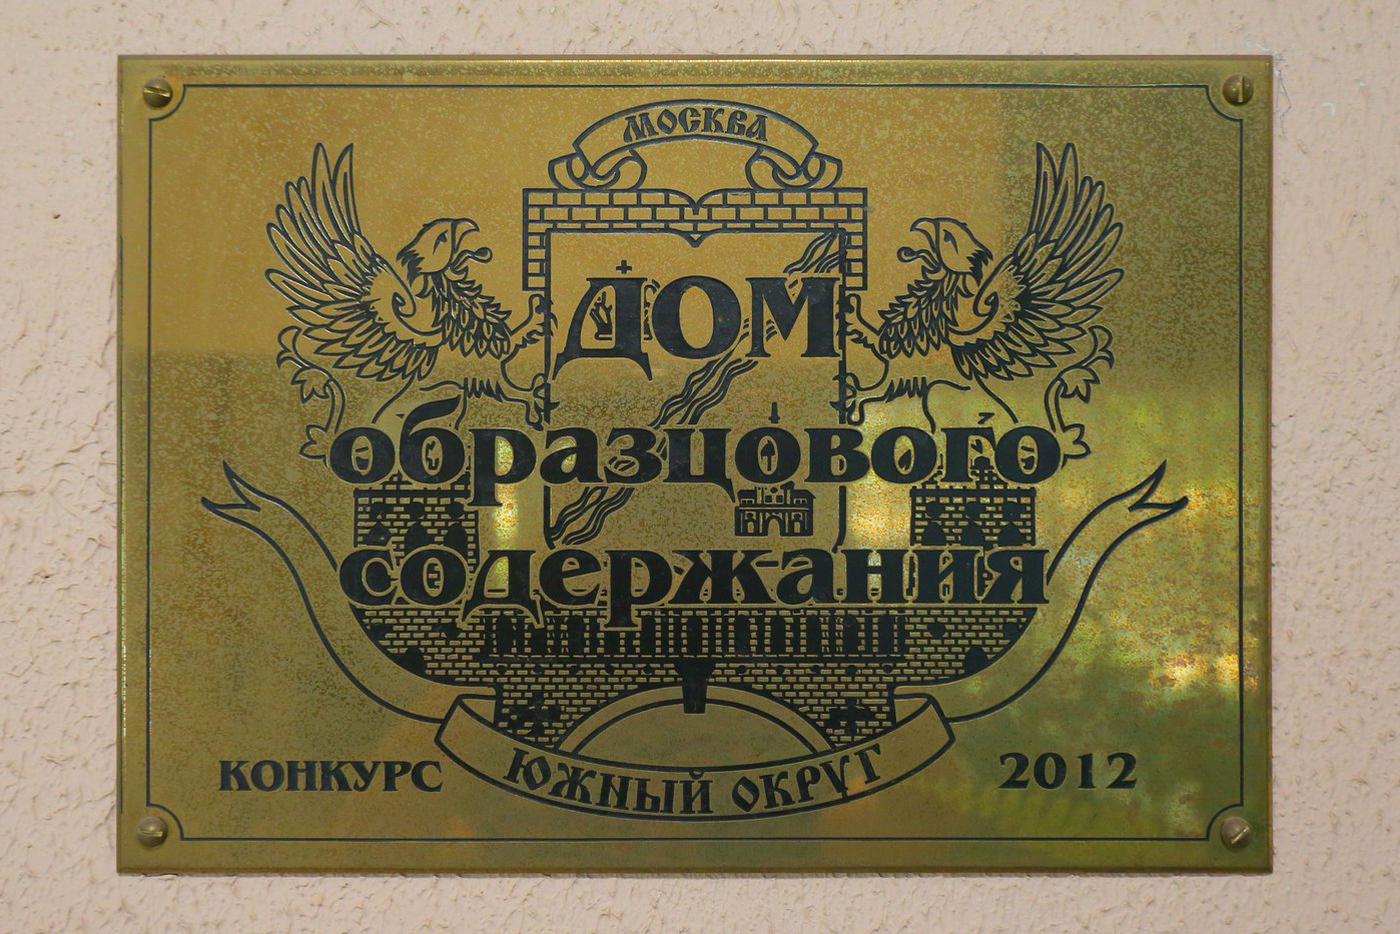 МОСКВА
ДОМ
образцового
содержания
КОНКУРС ЮЖНЫЙ ОКРУГ 2012